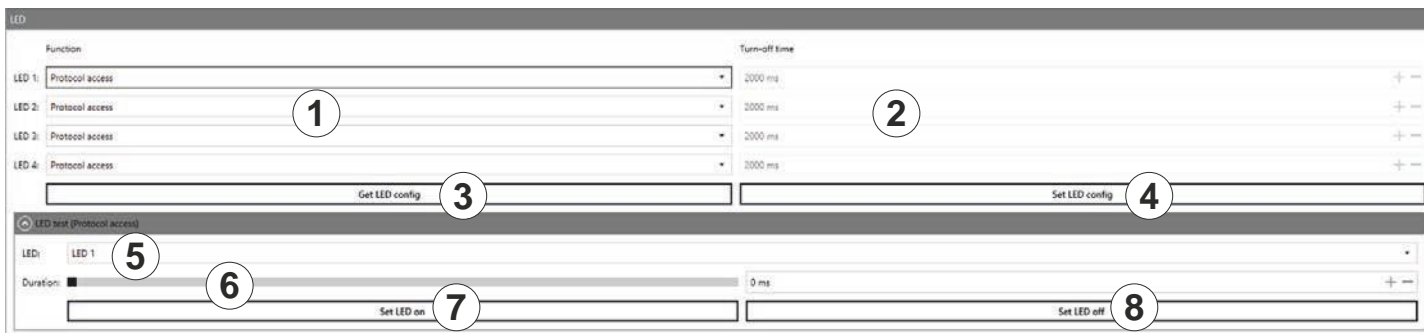 LED
Function Turn-off time
LED 1: Protocol access 2000 ms
LED 2: Protocol access 2000 ms
LED 3: Protocol access 2000 ms
LED 4: Protocol access 2000 ms
1 2
Get LED config 3 Set LED config 4
LED test (Protocol access)
LED: LED 1 5
Duration: 6 0 ms
Set LED on 7 Set LED off 8